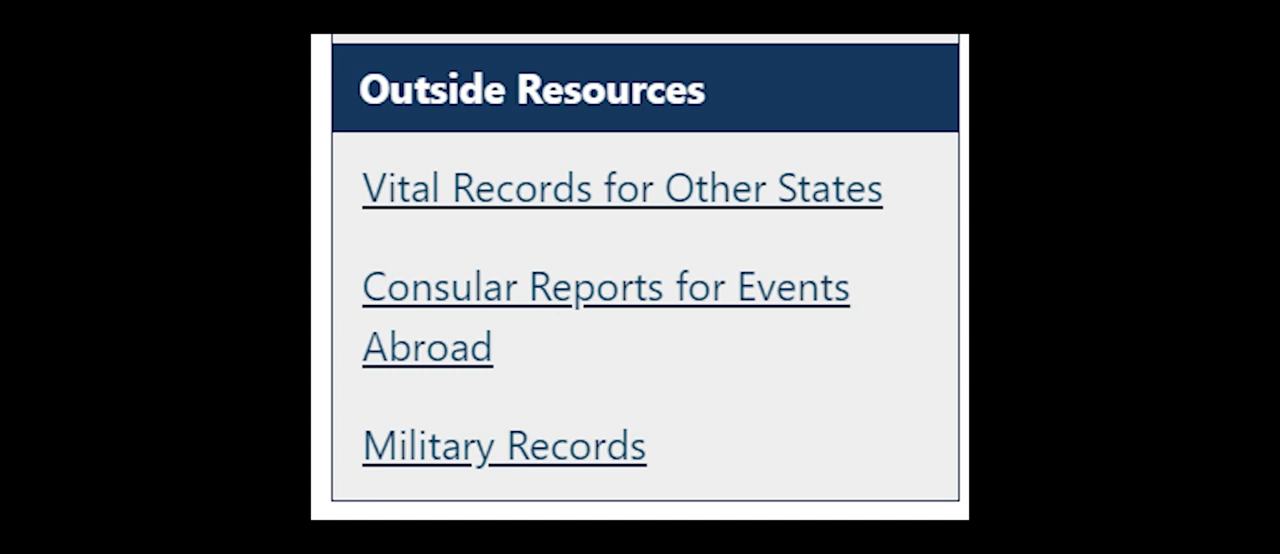 Outside Resources
Vital Records for Other States
Consular Reports for Events
Abroad
Military Records